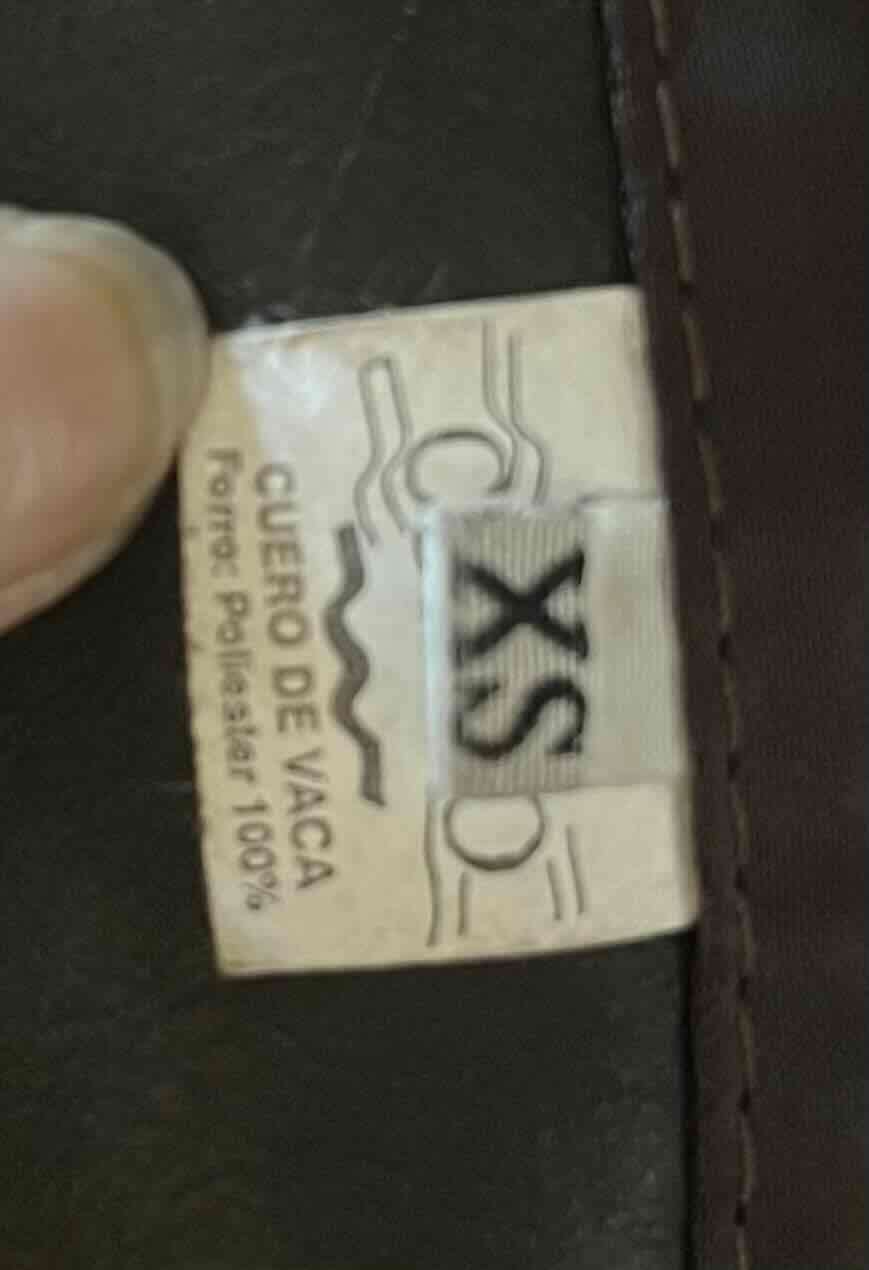 XS
CUERO DE VACA
Forro: Poliester 100%